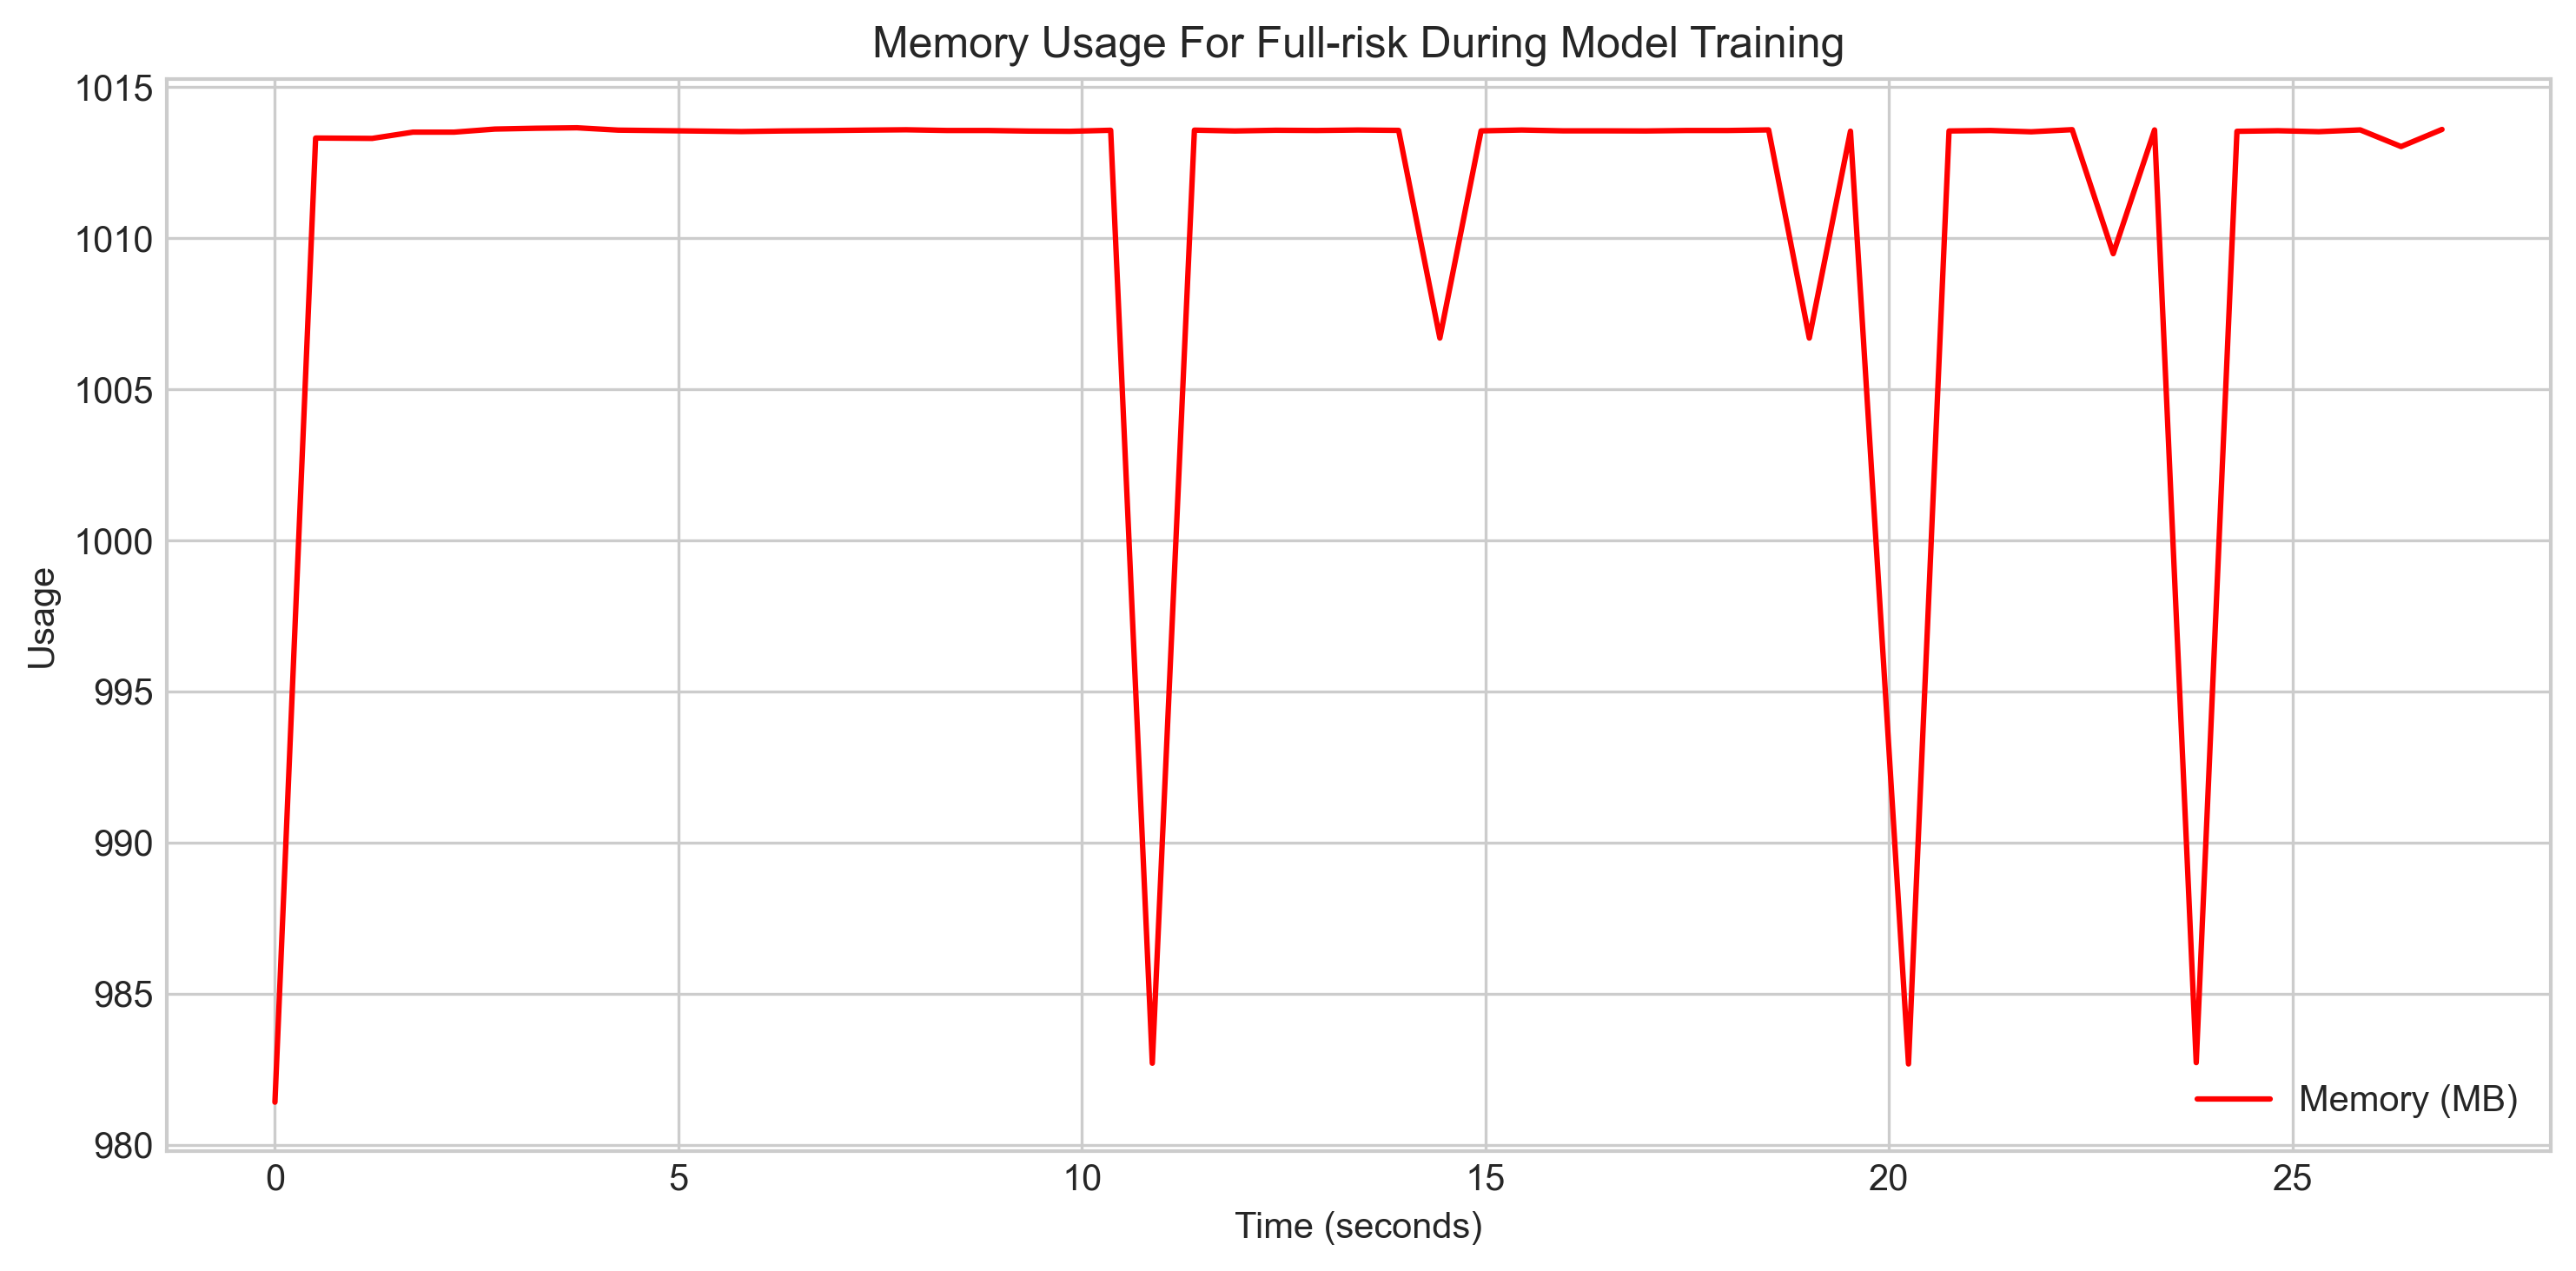 Memory Usage For Full-risk During Model Training
1015
1010
1005
1000
995
990
985
980
Usage
0 5 10 15 20 25
Time (seconds)
Memory (MB)